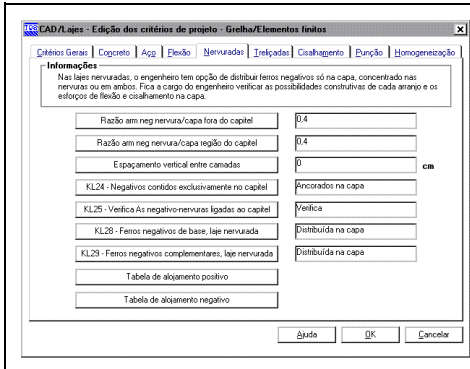 TQS CAD/Lajes - Edição dos critérios de projeto - Grelha/Elementos finitos
Critérios Gerais Concreto Aço Flexão Nervuradas Treliçadas Cisalhamento Punção Homogeneização
Informações
Nas lajes nervuradas, o engenheiro tem opção de distribuir ferros negativos só na capa, concentrado nas
nervuras ou em ambos. Fica a cargo do engenheiro verificar as possibilidades construtivas de cada arranjo e os
esforços de flexão e cisalhamento na capa.
Razão arm neg nervura/capa fora do capitel 0,4
Razão arm neg nervura/capa região do capitel 0,4
Espaçamento vertical entre camadas 0 cm
KL24 - Negativos contidos exclusivamente no capitel Ancorados na capa
KL25 - Verifica As negativo-nervuras ligadas ao capitel Verifica
KL28 - Ferros negativos de base, laje nervurada Distribuída na capa
KL29 - Ferros negativos complementares, laje nervurada Distribuída na capa
Tabela de alojamento positivo
Tabela de alojamento negativo
Ajuda OK Cancelar